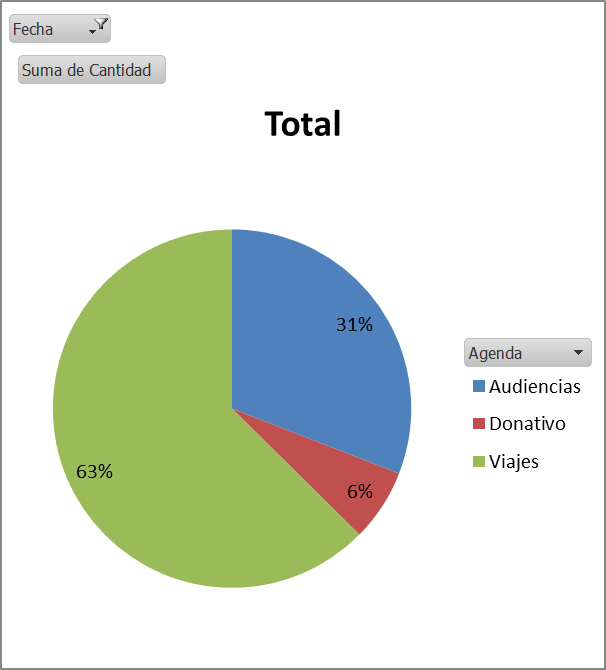 Fecha
Suma de Cantidad
Total
31%
Agenda
Audiencias
Donativo
Viajes
63%
6%